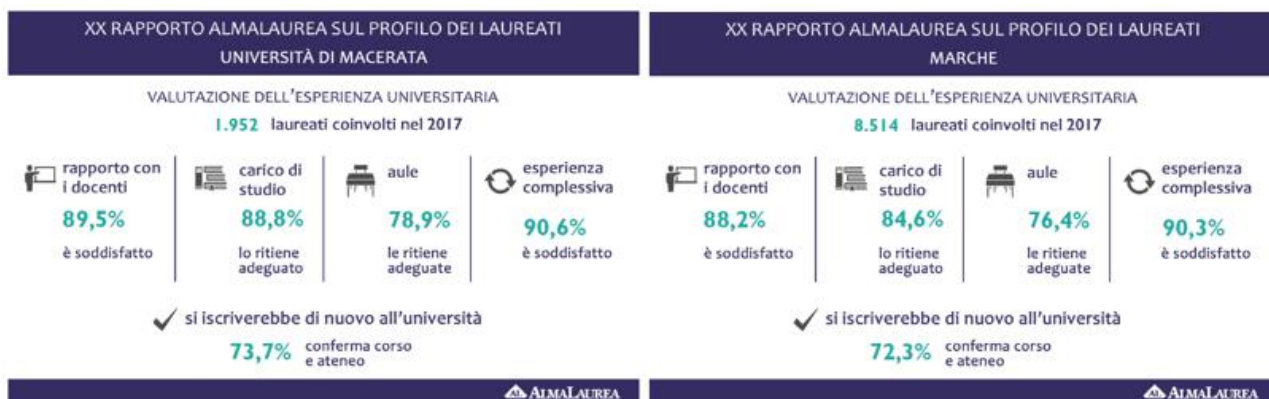 XX RAPPORTO ALMALAUREA SUL PROFILO DEI LAUREATI
UNIVERSITÀ DI MACERATA
VALUTAZIONE DELL'ESPERIENZA UNIVERSITARIA
1.952 laureati coinvolti nel 2017
rapporto con
i docenti
89,5%
è soddisfatto
carico di
studio
88,8%
lo ritiene
adeguato
aule
78,9%
le ritiene
adeguate
esperienza
complessiva
90,6%
è soddisfatto
si iscriverebbe di nuovo all'università
73,7% conferma corso
e ateneo
AL ALMALAUREA
XX RAPPORTO ALMALAUREA SUL PROFILO DEI LAUREATI
MARCHE
VALUTAZIONE DELL'ESPERIENZA UNIVERSITARIA
8.514 laureati coinvolti nel 2017
rapporto con
i docenti
88,2%
è soddisfatto
carico di
studio
84,6%
lo ritiene
adeguato
aule
76,4%
le ritiene
adeguate
esperienza
complessiva
90,3%
è soddisfatto
si iscriverebbe di nuovo all'università
72,3% conferma corso
e ateneo
AL ALMALAUREA